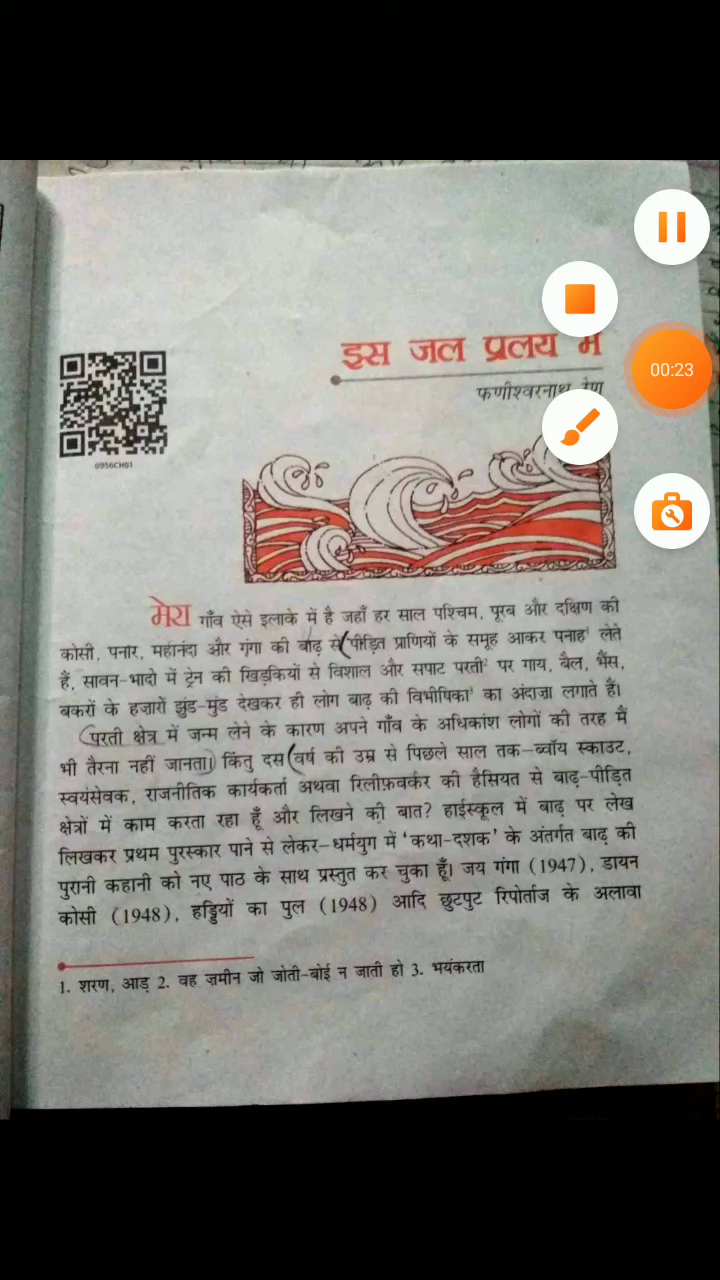 00:23
इस जल प्रलय में
फणीश्वरनाथ रेणु
0956CH01
मेरा गाँव ऐसे इलाके में है जहाँ हर साल पश्चिम, पूरब और दक्षिण की
कोसी, पनार, महानंदा और गंगा की बाढ़ से पीड़ित प्राणियों के समूह आकर पनाह¹ लेते
हैं, सावन-भादो में ट्रेन की खिड़कियों से विशाल और सपाट परती² पर गाय, बैल, भैंस,
बकरों के हजारों झुंड-मुंड देखकर ही लोग बाढ़ की विभीषिका³ का अंदाज़ा लगाते हैं।
परती क्षेत्र में जन्म लेने के कारण अपने गाँव के अधिकांश लोगों की तरह मैं
भी तैरना नहीं जानता। किंतु दस वर्ष की उम्र से पिछले साल तक–ब्वॉय स्काउट,
स्वयंसेवक, राजनीतिक कार्यकर्ता अथवा रिलीफ़वर्कर की हैसियत से बाढ़-पीड़ित
क्षेत्रों में काम करता रहा हूँ और लिखने की बात? हाईस्कूल में बाढ़ पर लेख
लिखकर प्रथम पुरस्कार पाने से लेकर–धर्मयुग में 'कथा-दशक' के अंतर्गत बाढ़ की
पुरानी कहानी को नए पाठ के साथ प्रस्तुत कर चुका हूँ। जय गंगा (1947), डायन
कोसी (1948), हड्डियों का पुल (1948) आदि छुटपुट रिपोर्ताज के अलावा
1. शरण, आड़ 2. वह ज़मीन जो जोती-बोई न जाती हो 3. भयंकरता